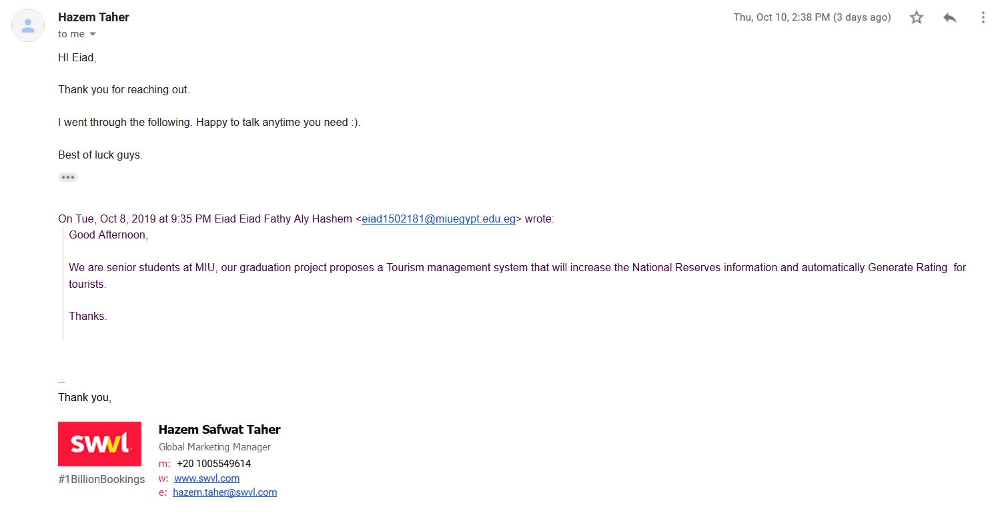 Hazem Taher
Thu, Oct 10, 2:38 PM (3 days ago)
to me
HI Eiad,
Thank you for reaching out.
I went through the following. Happy to talk anytime you need :).
Best of luck guys.
On Tue, Oct 8, 2019 at 9:35 PM Eiad Eiad Fathy Aly Hashem <eiad1502181@miuegypt.edu.eg> wrote:
Good Afternoon,
We are senior students at MIU, our graduation project proposes a Tourism management system that will increase the National Reserves information and automatically Generate Rating  for
tourists.
Thanks.
--
Thank you,
swvl
Hazem Safwat Taher
Global Marketing Manager
m: +20 1005549614
#1BillionBookings
w: www.swvl.com
e: hazem.taher@swvl.com